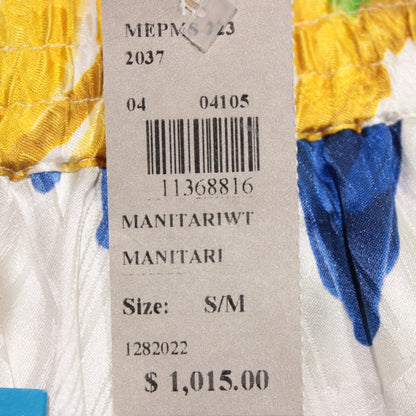 2037
04 04105
11368816
MANITARIWT
MANITARI
Size: S/M
1282022
$ 1,015.00